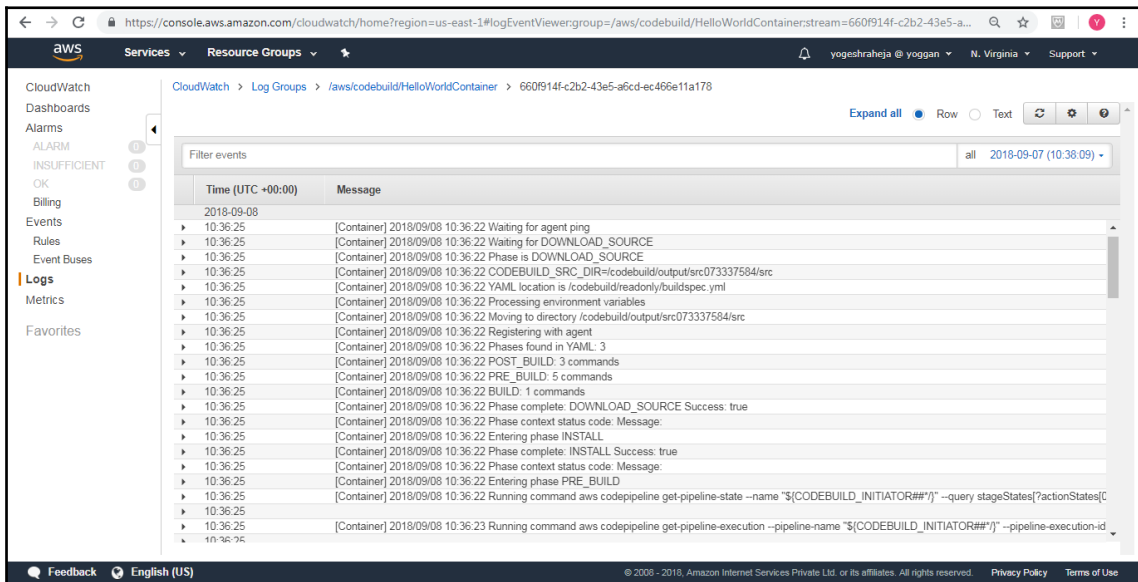 https://console.aws.amazon.com/cloudwatch/home?region=us-east-1#logEventViewer:group=/aws/codebuild/HelloWorldContainer;stream=660f914f-c2b2-43e5-a...
Y
aws Services Resource Groups yogeshraheja @ yoggan N. Virginia Support
CloudWatch
Dashboards
Alarms
ALARM 0
INSUFFICIENT 0
OK 0
Billing
Events
Rules
Event Buses
Logs
Metrics
Favorites
CloudWatch > Log Groups > /aws/codebuild/HelloWorldContainer > 660f914f-c2b2-43e5-a6cd-ec466e11a178
Expand all Row Text
Filter events all 2018-09-07 (10:38:09)
Time (UTC +00:00) Message
2018-09-08
10:36:25 [Container] 2018/09/08 10:36:22 Waiting for agent ping
10:36:25 [Container] 2018/09/08 10:36:22 Waiting for DOWNLOAD_SOURCE
10:36:25 [Container] 2018/09/08 10:36:22 Phase is DOWNLOAD_SOURCE
10:36:25 [Container] 2018/09/08 10:36:22 CODEBUILD_SRC_DIR=/codebuild/output/src073337584/src
10:36:25 [Container] 2018/09/08 10:36:22 YAML location is /codebuild/readonly/buildspec.yml
10:36:25 [Container] 2018/09/08 10:36:22 Processing environment variables
10:36:25 [Container] 2018/09/08 10:36:22 Moving to directory /codebuild/output/src073337584/src
10:36:25 [Container] 2018/09/08 10:36:22 Registering with agent
10:36:25 [Container] 2018/09/08 10:36:22 Phases found in YAML: 3
10:36:25 [Container] 2018/09/08 10:36:22 POST_BUILD: 3 commands
10:36:25 [Container] 2018/09/08 10:36:22 PRE_BUILD: 5 commands
10:36:25 [Container] 2018/09/08 10:36:22 BUILD: 1 commands
10:36:25 [Container] 2018/09/08 10:36:22 Phase complete: DOWNLOAD_SOURCE Success: true
10:36:25 [Container] 2018/09/08 10:36:22 Phase context status code: Message:
10:36:25 [Container] 2018/09/08 10:36:22 Entering phase INSTALL
10:36:25 [Container] 2018/09/08 10:36:22 Phase complete: INSTALL Success: true
10:36:25 [Container] 2018/09/08 10:36:22 Phase context status code: Message:
10:36:25 [Container] 2018/09/08 10:36:22 Entering phase PRE_BUILD
10:36:25 [Container] 2018/09/08 10:36:22 Running command aws codepipeline get-pipeline-state --name "${CODEBUILD_INITIATOR##*/}" --query stageStates[?actionStates[0
10:36:25
10:36:25 [Container] 2018/09/08 10:36:23 Running command aws codepipeline get-pipeline-execution --pipeline-name "${CODEBUILD_INITIATOR##*/}" --pipeline-execution-id
10:36:25
Feedback English (US) © 2008 - 2018, Amazon Internet Services Private Ltd. or its affiliates. All rights reserved. Privacy Policy Terms of Use